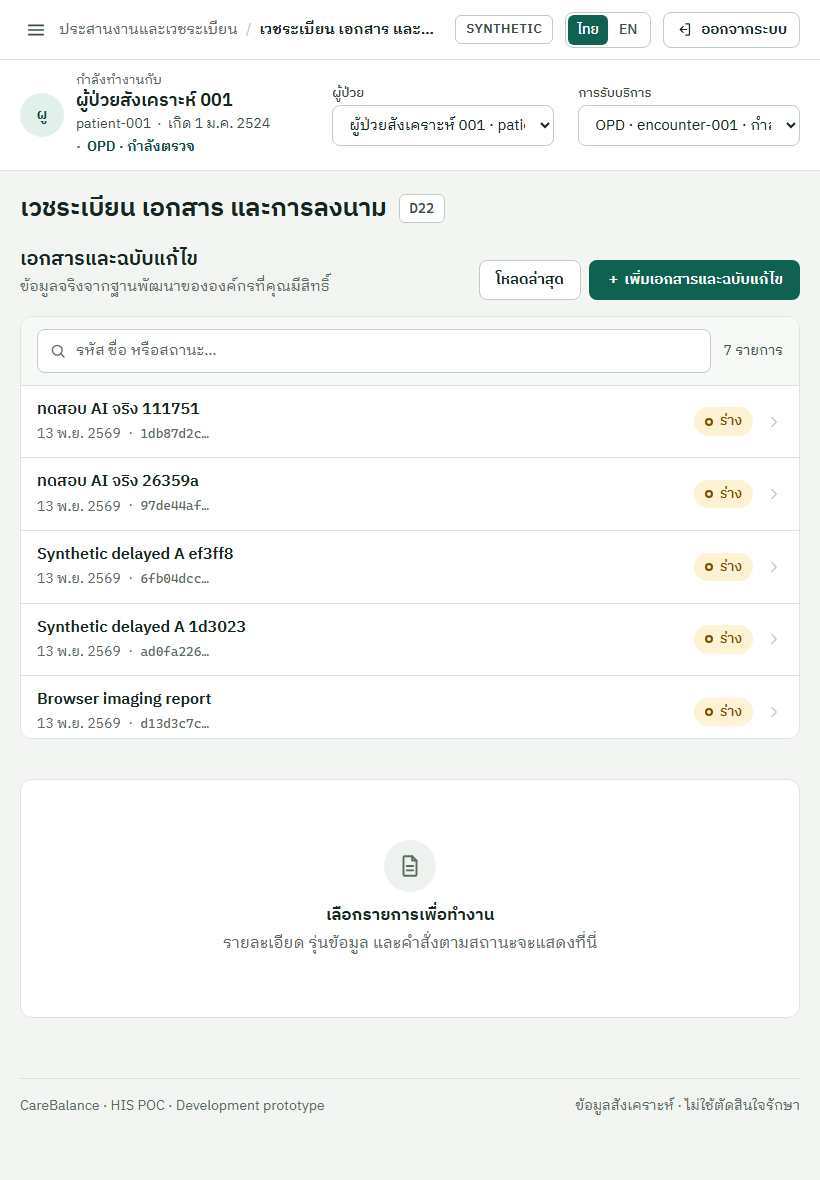 ประสานงานและเวชระเบียน / เวชระเบียน เอกสาร และ... SYNTHETIC ไทย EN ออกจากระบบ
กำลังทำงานกับ
ผู้ป่วยสังเคราะห์ 001
patient-001 · เกิด 1 ม.ค. 2524
· OPD · กำลังตรวจ
ผู้ป่วย
ผู้ป่วยสังเคราะห์ 001 · pati
การรับบริการ
OPD · encounter-001 · กำล
ผู
เวชระเบียน เอกสาร และการลงนาม D22
เอกสารและฉบับแก้ไข
ข้อมูลจริงจากฐานพัฒนาขององค์กรที่คุณมีสิทธิ์
โหลดล่าสุด + เพิ่มเอกสารและฉบับแก้ไข
รหัส ชื่อ หรือสถานะ... 7 รายการ
ทดสอบ AI จริง 111751
13 พ.ย. 2569 · 1db87d2c… ร่าง
ทดสอบ AI จริง 26359a
13 พ.ย. 2569 · 97de44af… ร่าง
Synthetic delayed A ef3ff8
13 พ.ย. 2569 · 6fb04dcc… ร่าง
Synthetic delayed A 1d3023
13 พ.ย. 2569 · ad0fa226… ร่าง
Browser imaging report
13 พ.ย. 2569 · d13d3c7c… ร่าง
เลือกรายการเพื่อทำงาน
รายละเอียด รุ่นข้อมูล และคำสั่งตามสถานะจะแสดงที่นี่
CareBalance · HIS POC · Development prototype
ข้อมูลสังเคราะห์ · ไม่ใช้ตัดสินใจรักษา